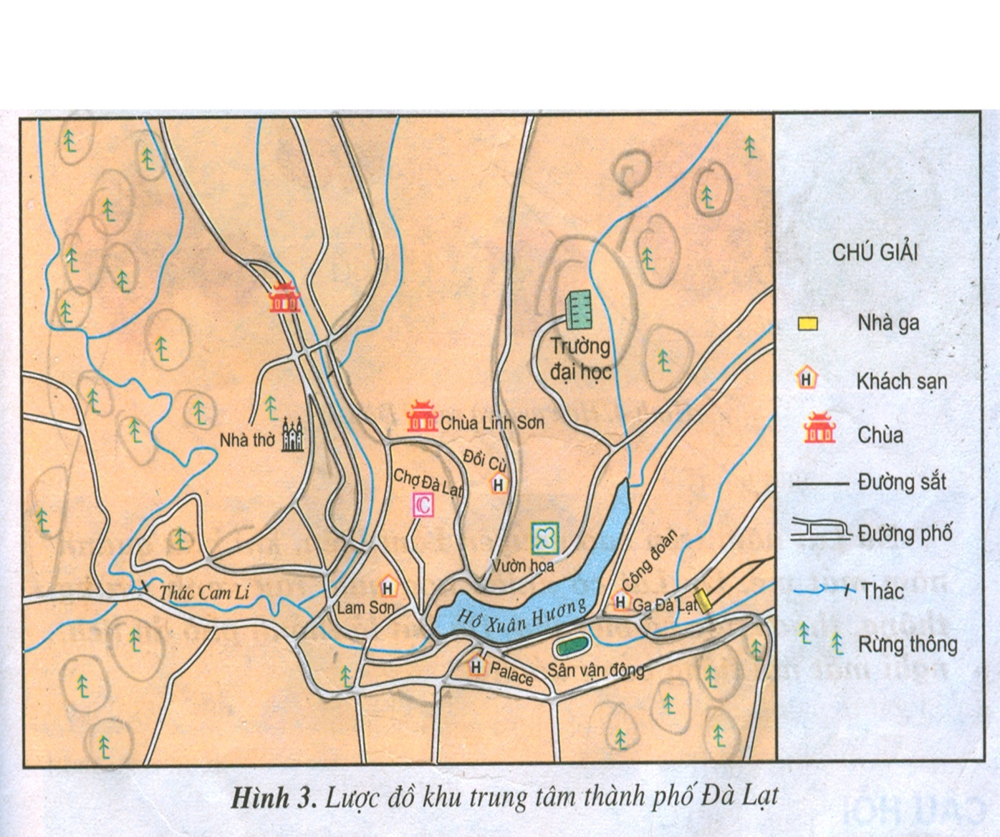 Trường
đại học
Nhà thờ
Chùa Linh Sơn
Đồi Cù
H
Chợ Đà Lạt
C
Vườn hoa
Công đoàn
Thác Cam Li
H
Lam Sơn
Hồ Xuân Hương
H
Ga Đà Lạt
H
Palace
Sân vận động
CHÚ GIẢI
Nhà ga
H
Khách sạn
Chùa
Đường sắt
Đường phố
Thác
Rừng thông
Hình 3. Lược đồ khu trung tâm thành phố Đà Lạt